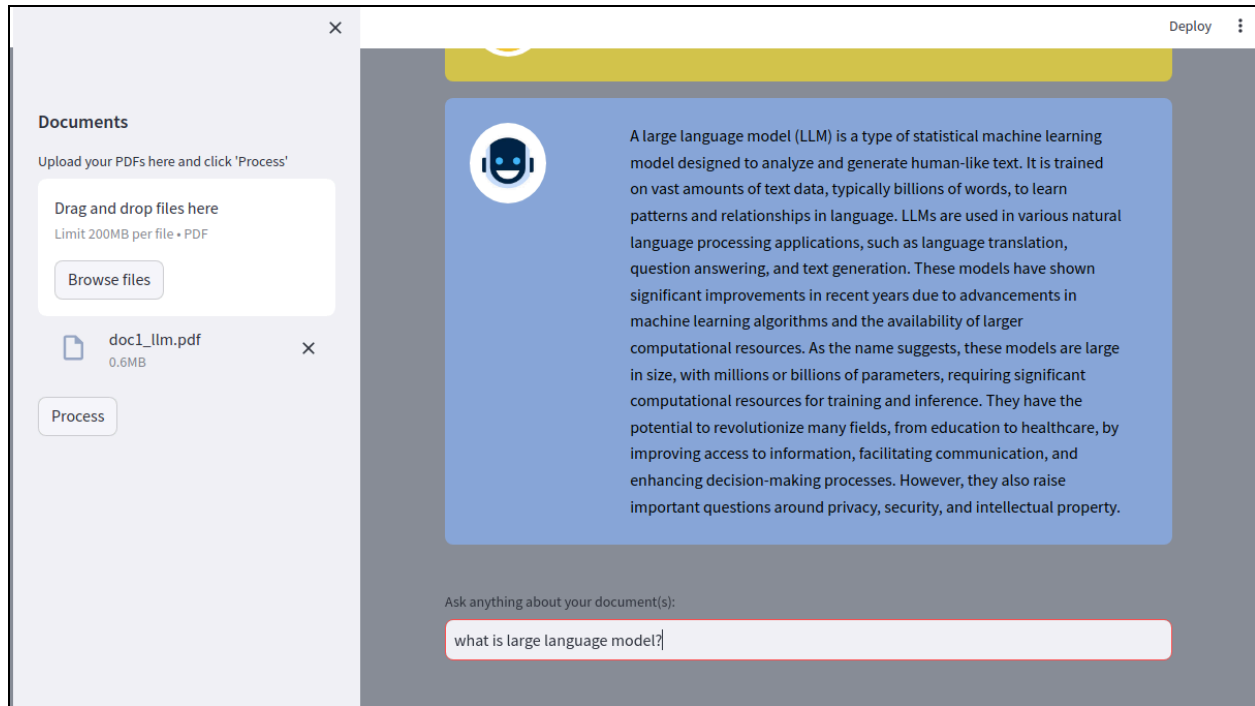 Deploy
Documents
Upload your PDFs here and click 'Process'
Drag and drop files here
Limit 200MB per file • PDF
Browse files
doc1_llm.pdf
0.6MB
Process
A large language model (LLM) is a type of statistical machine learning
model designed to analyze and generate human-like text. It is trained
on vast amounts of text data, typically billions of words, to learn
patterns and relationships in language. LLMs are used in various natural
language processing applications, such as language translation,
question answering, and text generation. These models have shown
significant improvements in recent years due to advancements in
machine learning algorithms and the availability of larger
computational resources. As the name suggests, these models are large
in size, with millions or billions of parameters, requiring significant
computational resources for training and inference. They have the
potential to revolutionize many fields, from education to healthcare, by
improving access to information, facilitating communication, and
enhancing decision-making processes. However, they also raise
important questions around privacy, security, and intellectual property.
Ask anything about your document(s):
what is large language model?